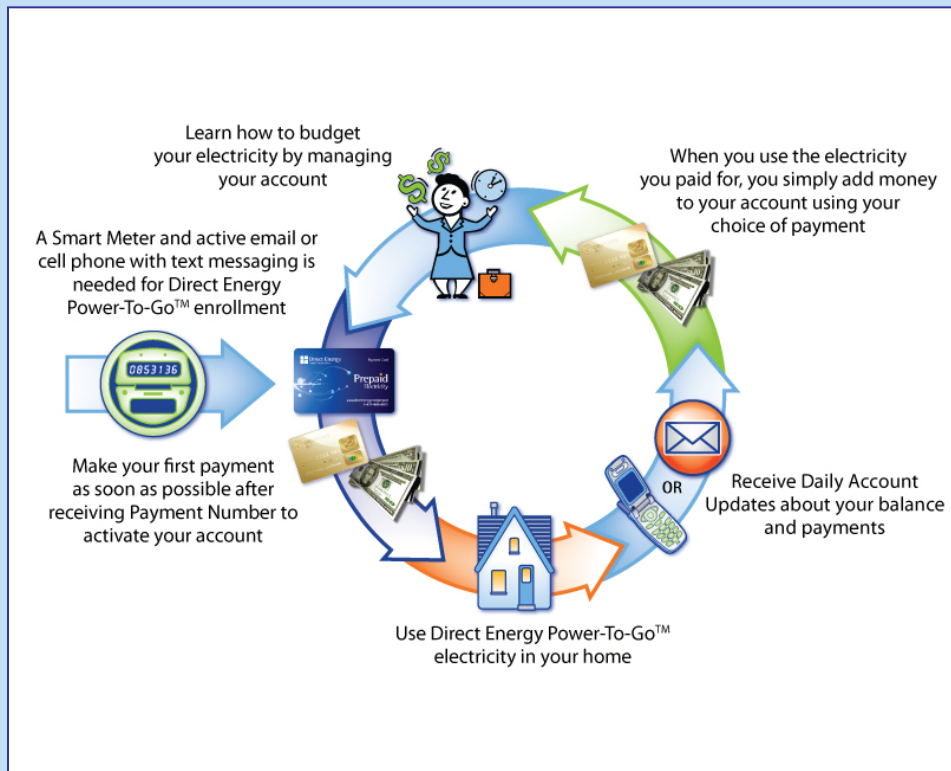 Learn how to budget
your electricity by managing
your account
When you use the electricity
you paid for, you simply add money
to your account using your
choice of payment
A Smart Meter and active email or
cell phone with text messaging is
needed for Direct Energy
Power-To-Go™ enrollment
0853136
Direct Energy
Payment Card
Prepaid
Electricity
Make your first payment
as soon as possible after
receiving Payment Number to
activate your account
OR
Receive Daily Account
Updates about your balance
and payments
Use Direct Energy Power-To-Go™
electricity in your home